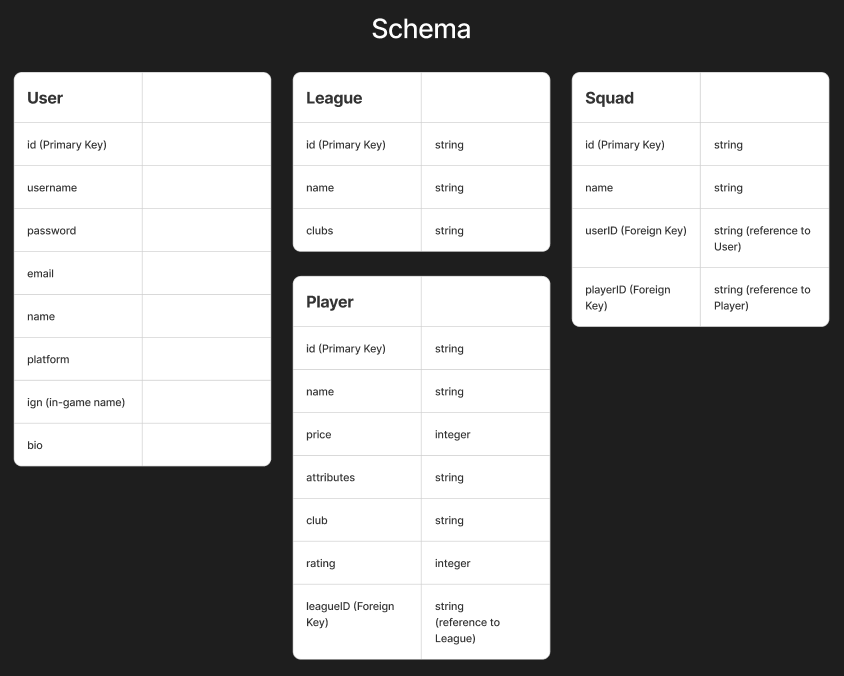 Schema
User
id (Primary Key)
username
password
email
name
platform
ign (in-game name)
bio
League
id (Primary Key) string
name string
clubs string
Player
id (Primary Key) string
name string
price integer
attributes string
club string
rating integer
leagueID (Foreign string
Key) (reference to
League)
Squad
id (Primary Key) string
name string
userID (Foreign Key) string (reference to
User)
playerID (Foreign string (reference to
Key) Player)